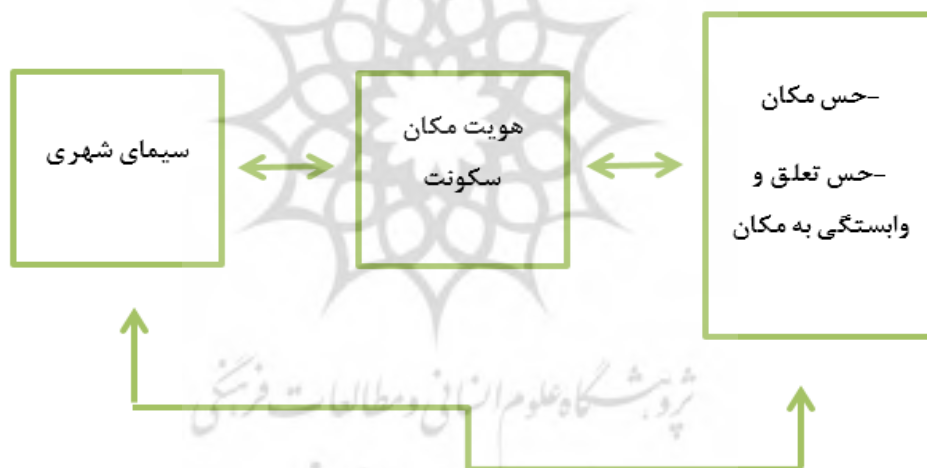 -حس مکان
-حس تعلق و
وابستگی به مکان
هویت مکان
سکونت
سیمای شهری
پژوهشگاه علوم انسانی و مطالعات فرهنگی